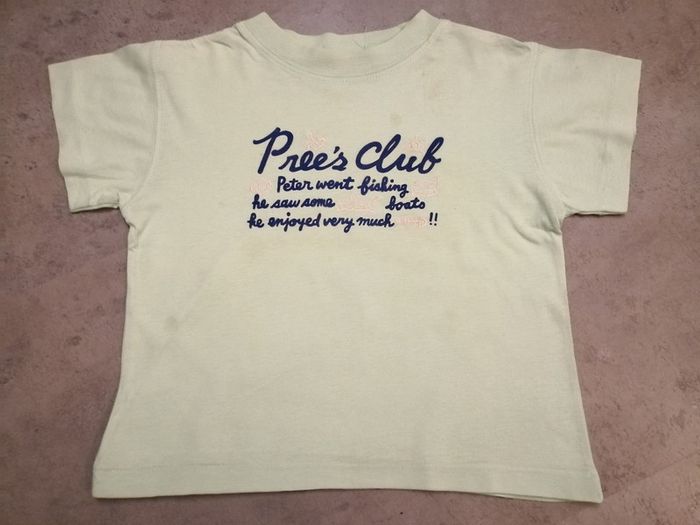 Pree's Club
Peter went fishing
he saw some boats
he enjoyed very much !!